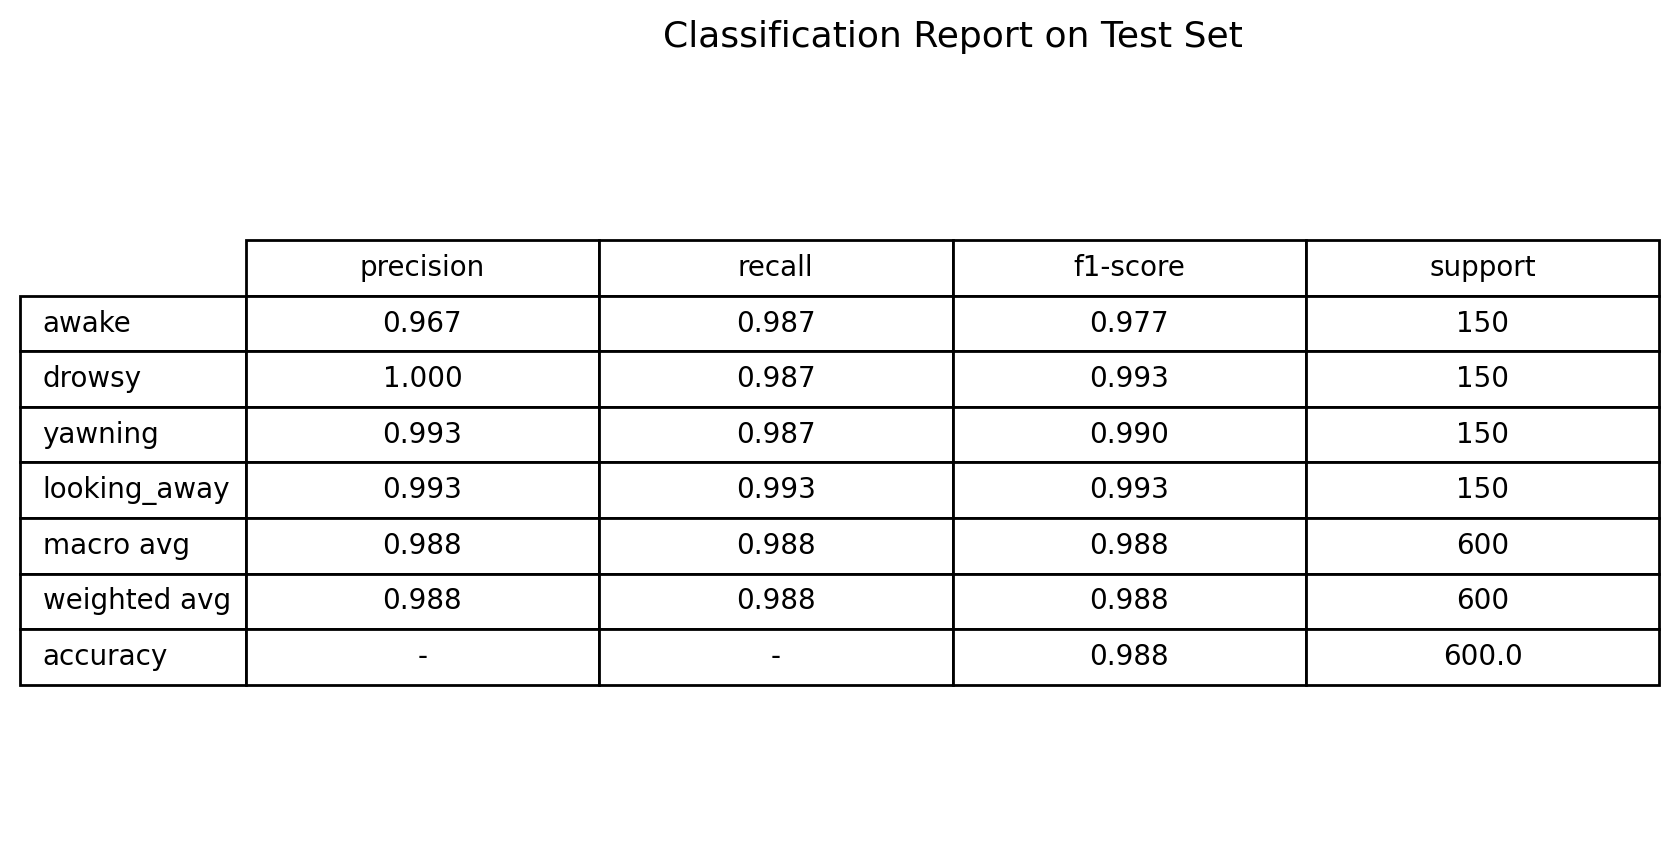 Classification Report on Test Set
precision recall f1-score support
awake 0.967 0.987 0.977 150
drowsy 1.000 0.987 0.993 150
yawning 0.993 0.987 0.990 150
looking_away 0.993 0.993 0.993 150
macro avg 0.988 0.988 0.988 600
weighted avg 0.988 0.988 0.988 600
accuracy - - 0.988 600.0